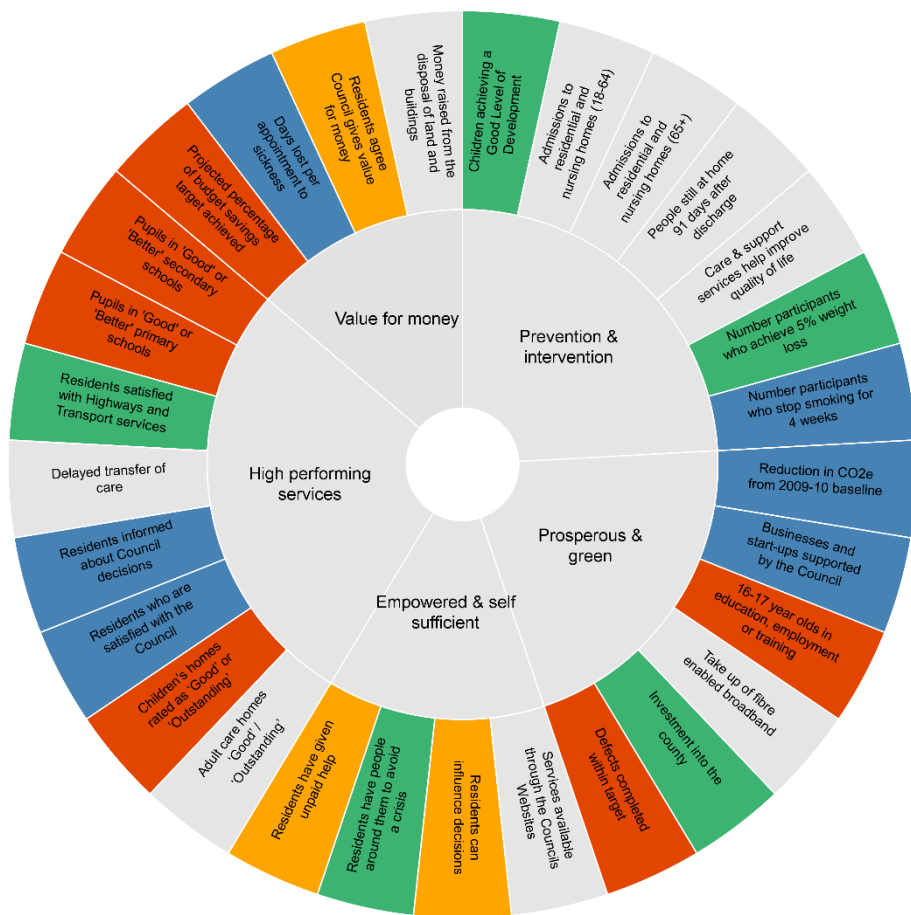 Children achieving a
Good Level of
Development
Admissions to
residential and
nursing homes (18-64)
Admissions to
residential and
nursing homes (65+)
People still at home
91 days after
discharge
Care & support
services help improve
quality of life
Number participants
who achieve 5% weight
loss
Number participants
who stop smoking for
4 weeks
Reduction in CO2e
from 2009-10 baseline
Businesses and
start-ups supported
by the Council
16-17 year olds in
education, employment
or training
Take up of fibre
enabled broadband
Investment into the
county
Defects completed
within target
Services available
through the Councils
Websites
Residents can
influence decisions
Residents have people
around them to avoid
a crisis
Residents have given
unpaid help
Adult care homes
'Good' /
'Outstanding'
Children's homes
rated as 'Good' or
'Outstanding'
Residents who are
satisfied with the
Council
Residents informed
about Council
decisions
Delayed transfer of
care
Residents satisfied
with Highways and
Transport services
Pupils in 'Good' or
'Better' primary
schools
Pupils in 'Good' or
'Better' secondary
schools
Projected percentage
of budget savings
target achieved
Days lost per
appointment to
sickness
Residents agree
Council gives value
for money
Money raised from the
disposal of land and
buildings
Value for money
Prevention &
intervention
High performing
services
Prosperous &
green
Empowered & self
sufficient